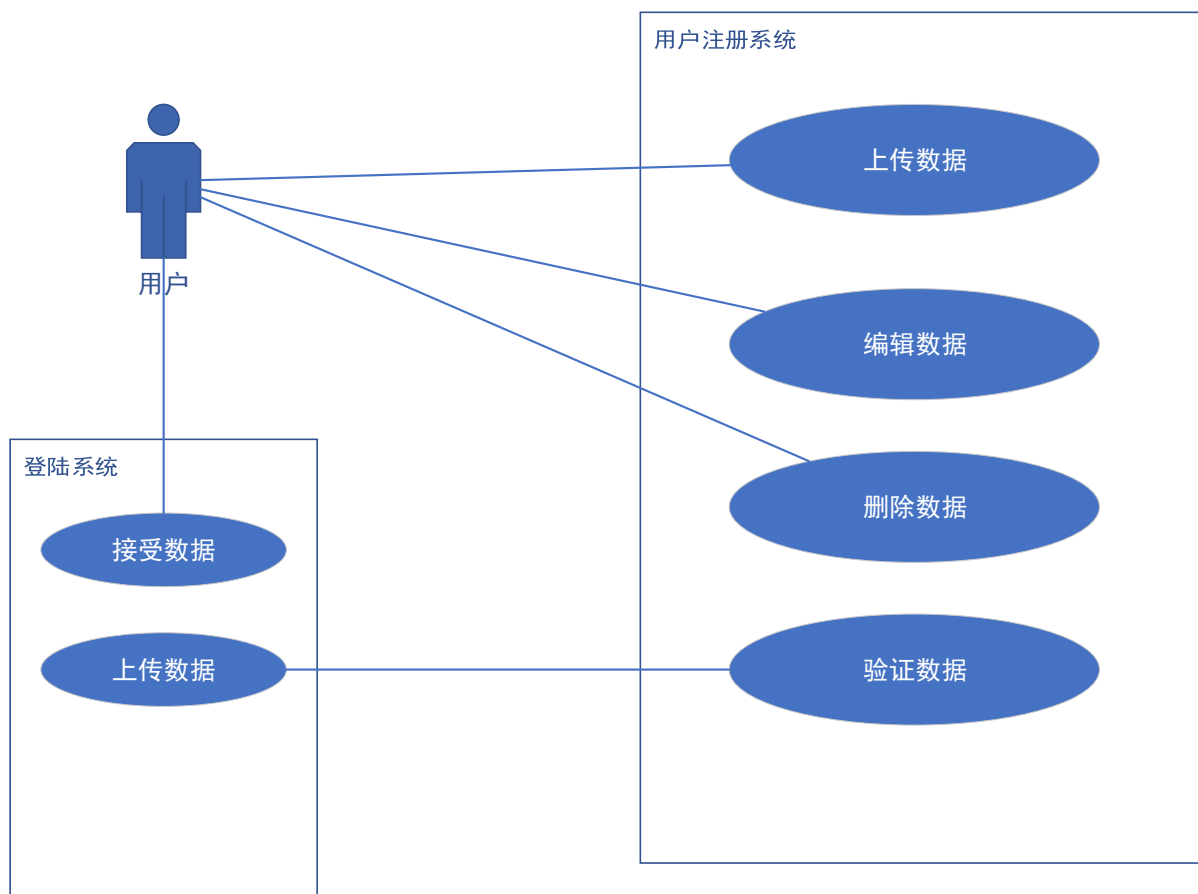 用户注册系统
上传数据
用户
编辑数据
登陆系统
删除数据
接受数据
上传数据
验证数据